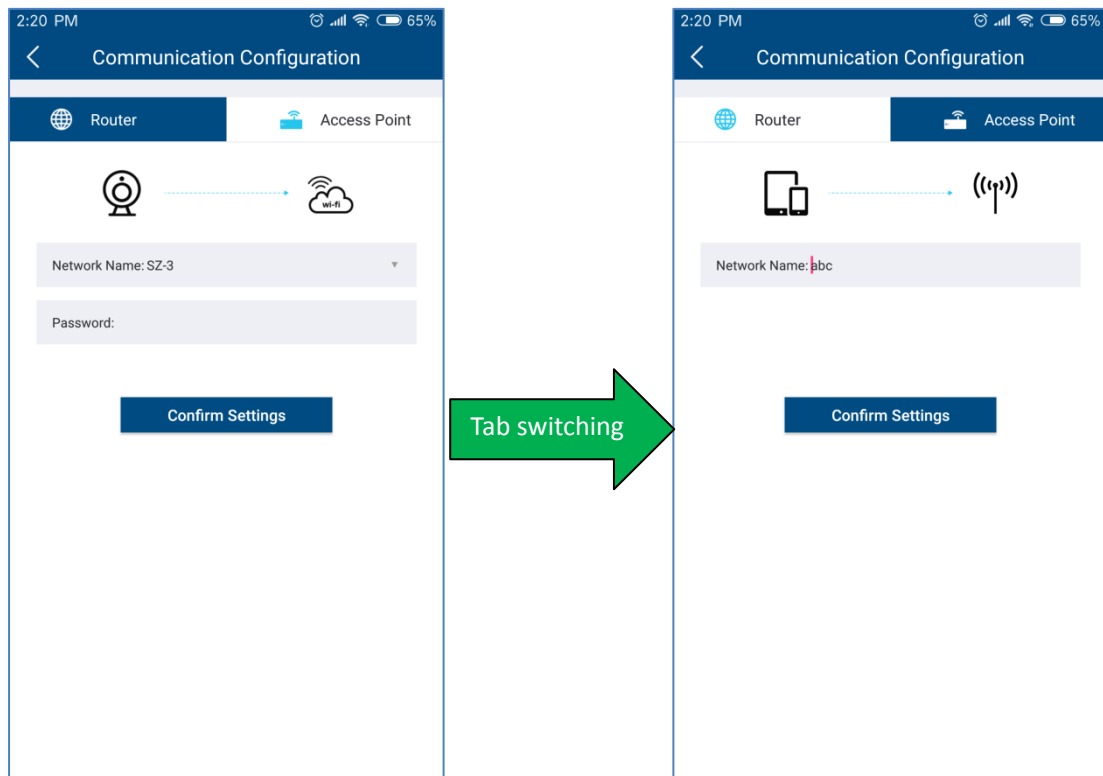 2:20 PM 65%
Communication Configuration
Router Access Point
wi-fi
Network Name: SZ-3
Password:
Confirm Settings
Tab switching
2:20 PM 65%
Communication Configuration
Router Access Point
Network Name: abc
Confirm Settings